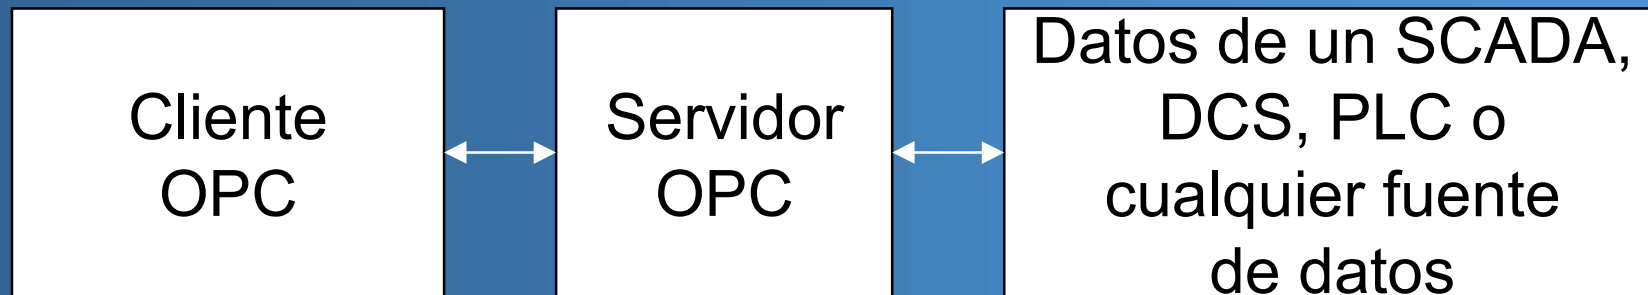 Cliente
OPC
Servidor
OPC
Datos de un SCADA,
DCS, PLC o
cualquier fuente
de datos